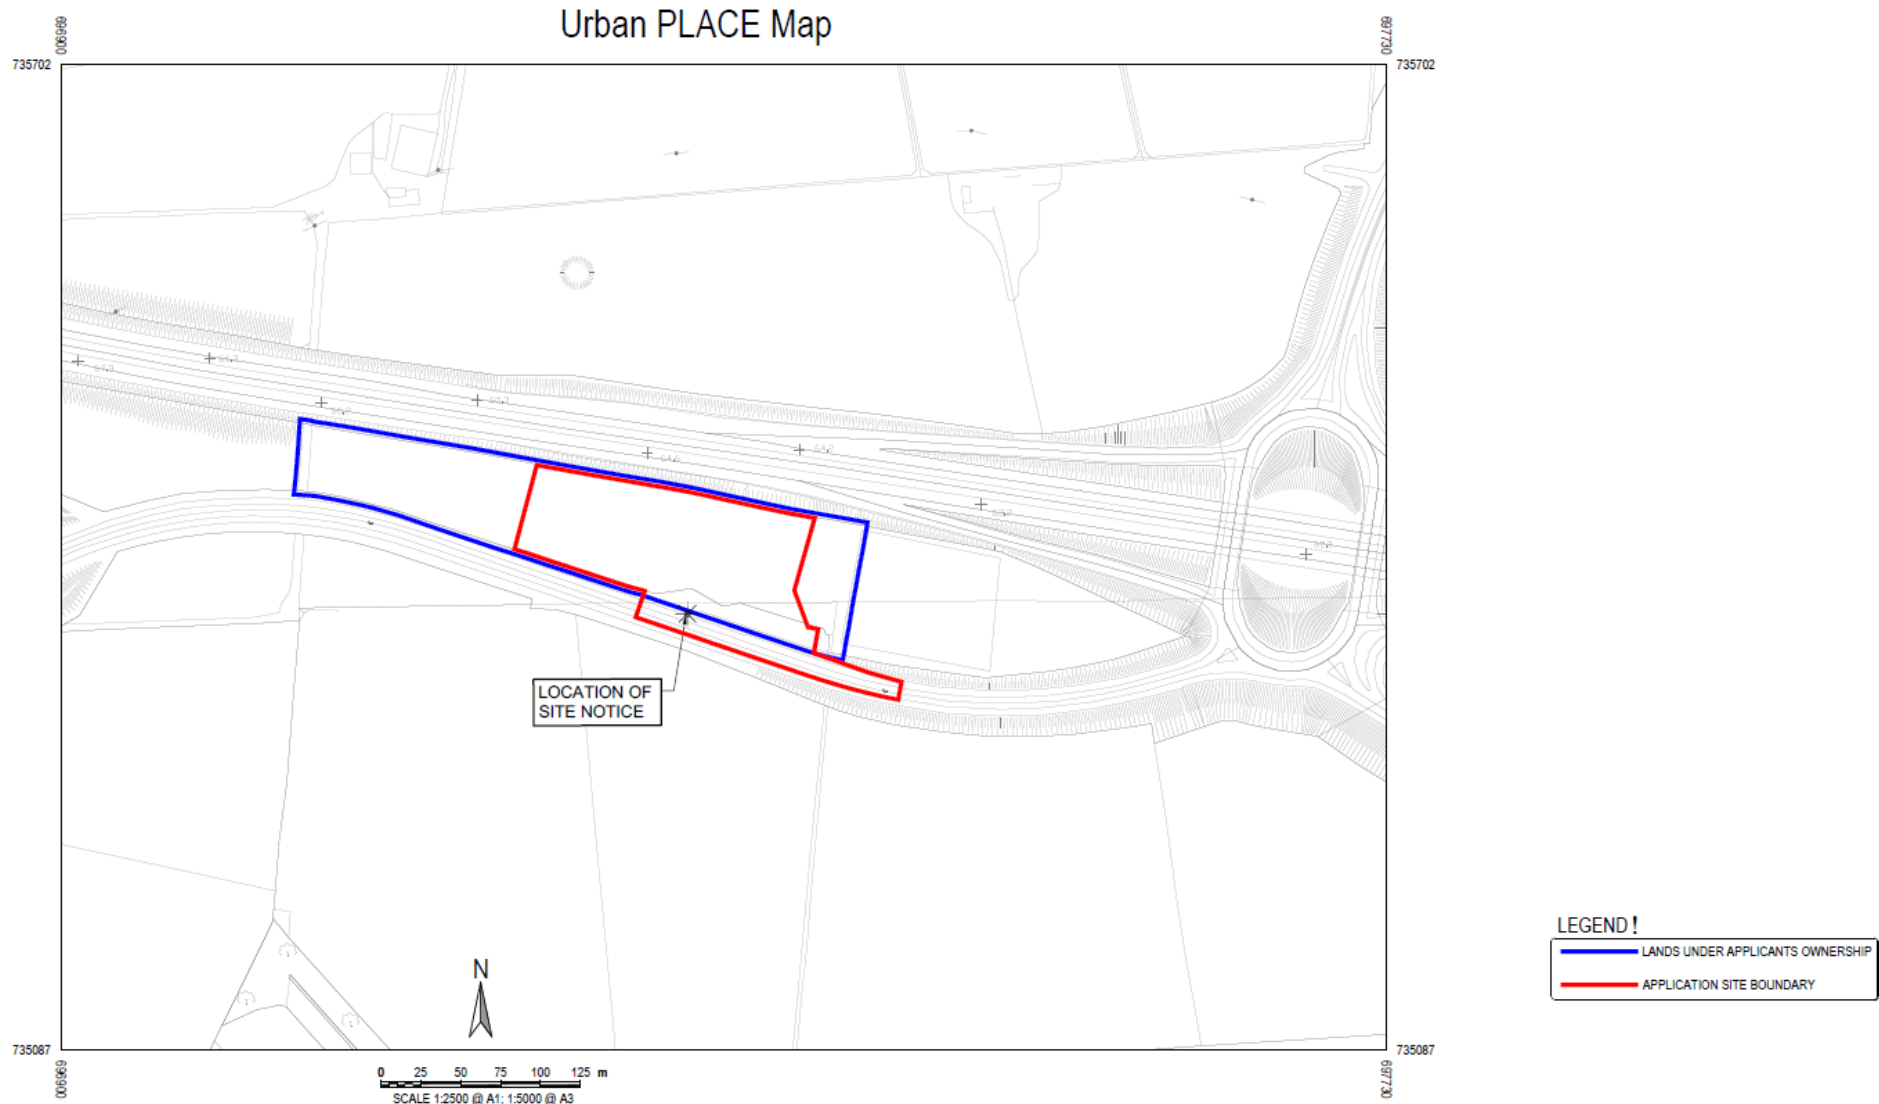 Urban PLACE Map
696900
697730
735702
735702
LOCATION OF
SITE NOTICE
LEGEND!
LANDS UNDER APPLICANTS OWNERSHIP
APPLICATION SITE BOUNDARY
N
735087
735087
696900
697730
0 25 50 75 100 125 m
SCALE 1:2500 @ A1; 1:5000 @ A3